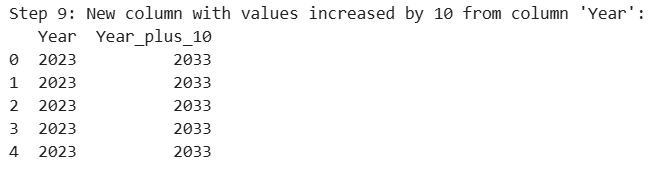 Step 9: New column with values increased by 10 from column 'Year':
Year Year_plus_10
0 2023 2033
1 2023 2033
2 2023 2033
3 2023 2033
4 2023 2033